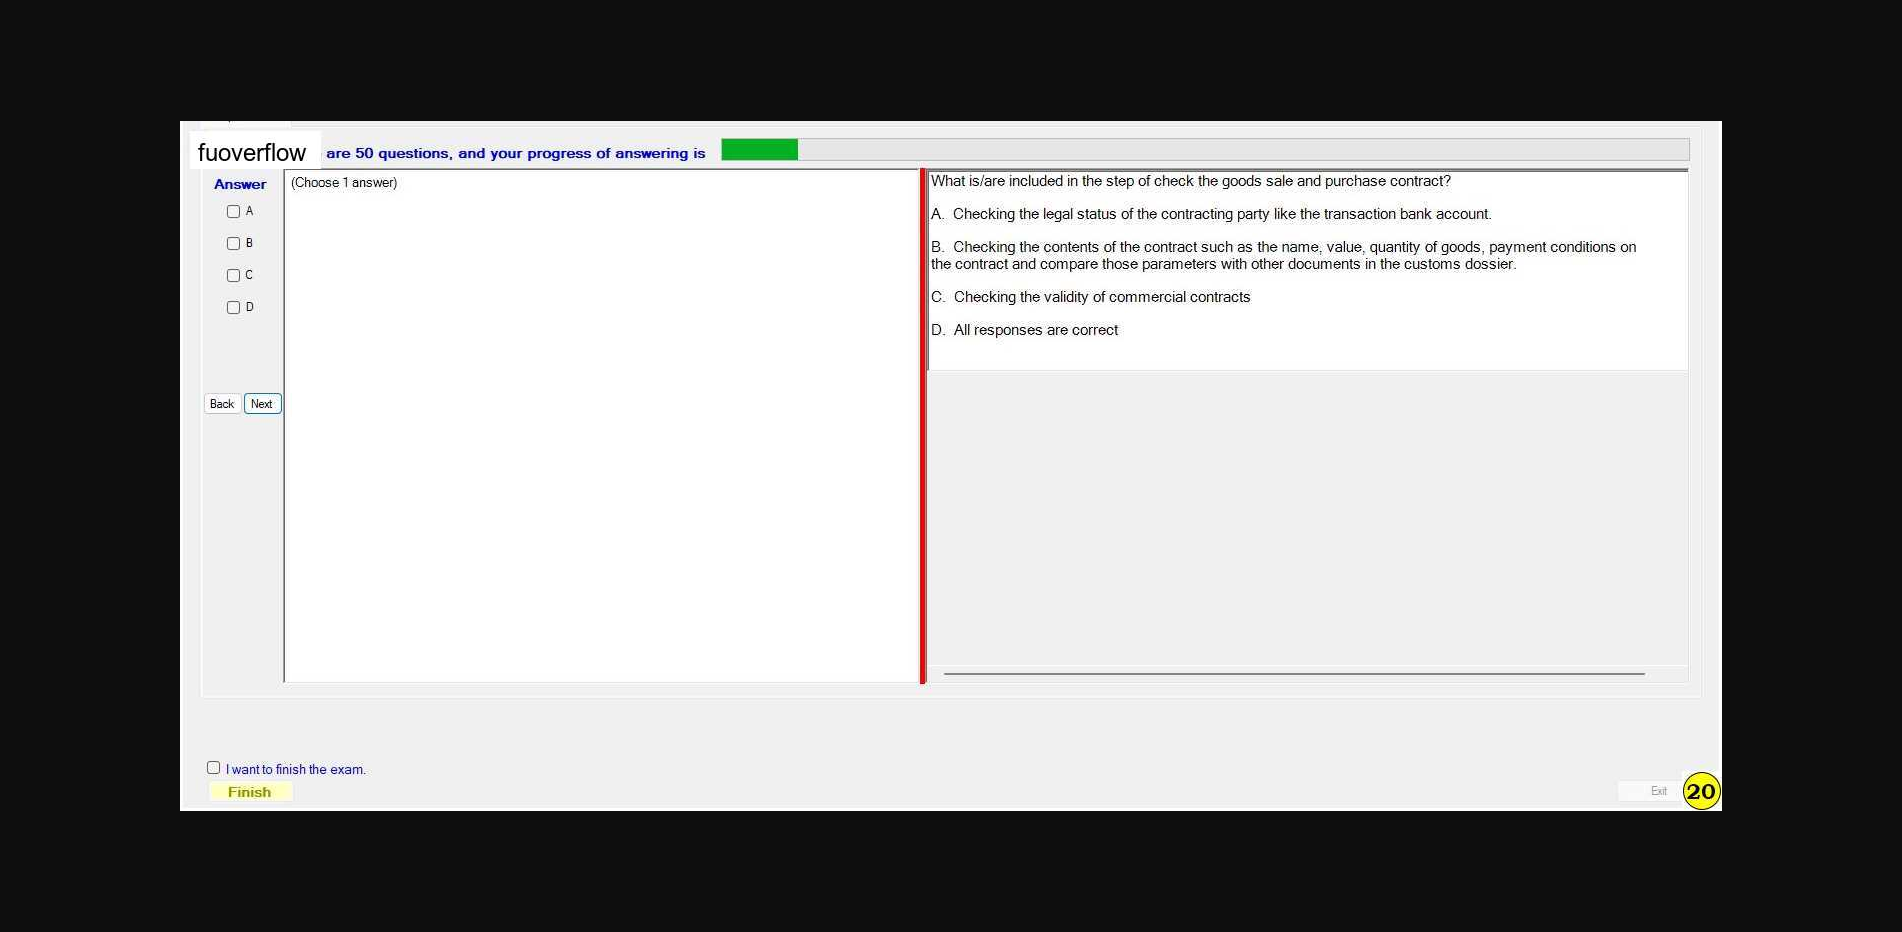 fuoverflow are 50 questions, and your progress of answering is
Answer
A
B
C
D
Back Next
(Choose 1 answer)
What is/are included in the step of check the goods sale and purchase contract?
A. Checking the legal status of the contracting party like the transaction bank account.
B. Checking the contents of the contract such as the name, value, quantity of goods, payment conditions on
the contract and compare those parameters with other documents in the customs dossier.
C. Checking the validity of commercial contracts
D. All responses are correct
I want to finish the exam.
Finish
Exit
20